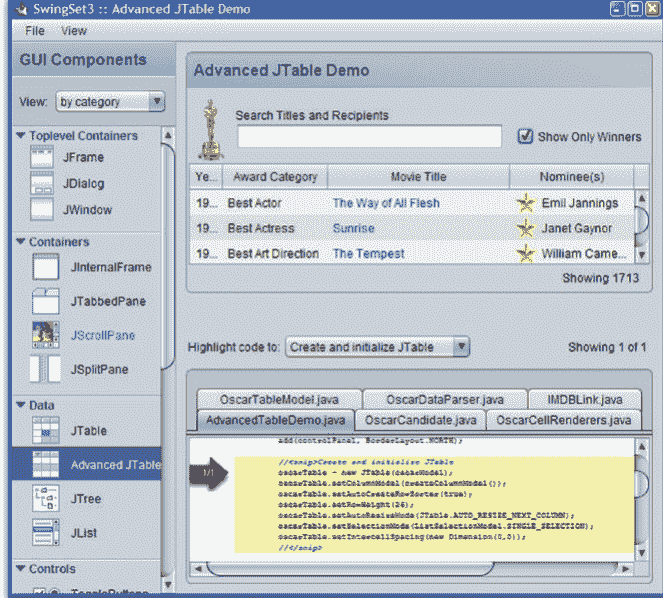 SwingSet3 :: Advanced JTable Demo
File View
GUI Components
View: by category
Toplevel Containers
JFrame
JDialog
JWindow
Containers
JInternalFrame
JTabbedPane
JScrollPane
JSplitPane
Data
JTable
Advanced JTable
JTree
JList
Controls
ToggleButtons
Advanced JTable Demo
Search Titles and Recipients
Show Only Winners
Ye... Award Category Movie Title Nominee(s)
19... Best Actor The Way of All Flesh Emil Jannings
19... Best Actress Sunrise Janet Gaynor
19... Best Art Direction The Tempest William Came...
Showing 1713
Highlight code to: Create and initialize JTable Showing 1 of 1
OscarTableModel.java OscarDataParser.java IMDBLink.java
AdvancedTableDemo.java OscarCandidate.java OscarCellRenderers.java
add(controlPanel, BorderLayout.NORTH);
1/1
//<snip>Create and initialize JTable
oscarTable = new JTable(oscarModel);
oscarTable.setColumnModel(createColumnModel());
oscarTable.setAutoCreateRowSorter(true);
oscarTable.setRowHeight(26);
oscarTable.setAutoResizeMode(JTable.AUTO_RESIZE_NEXT_COLUMN);
oscarTable.setSelectionMode(ListSelectionModel.SINGLE_SELECTION);
oscarTable.setIntercellSpacing(new Dimension(0,0));
//</snip>